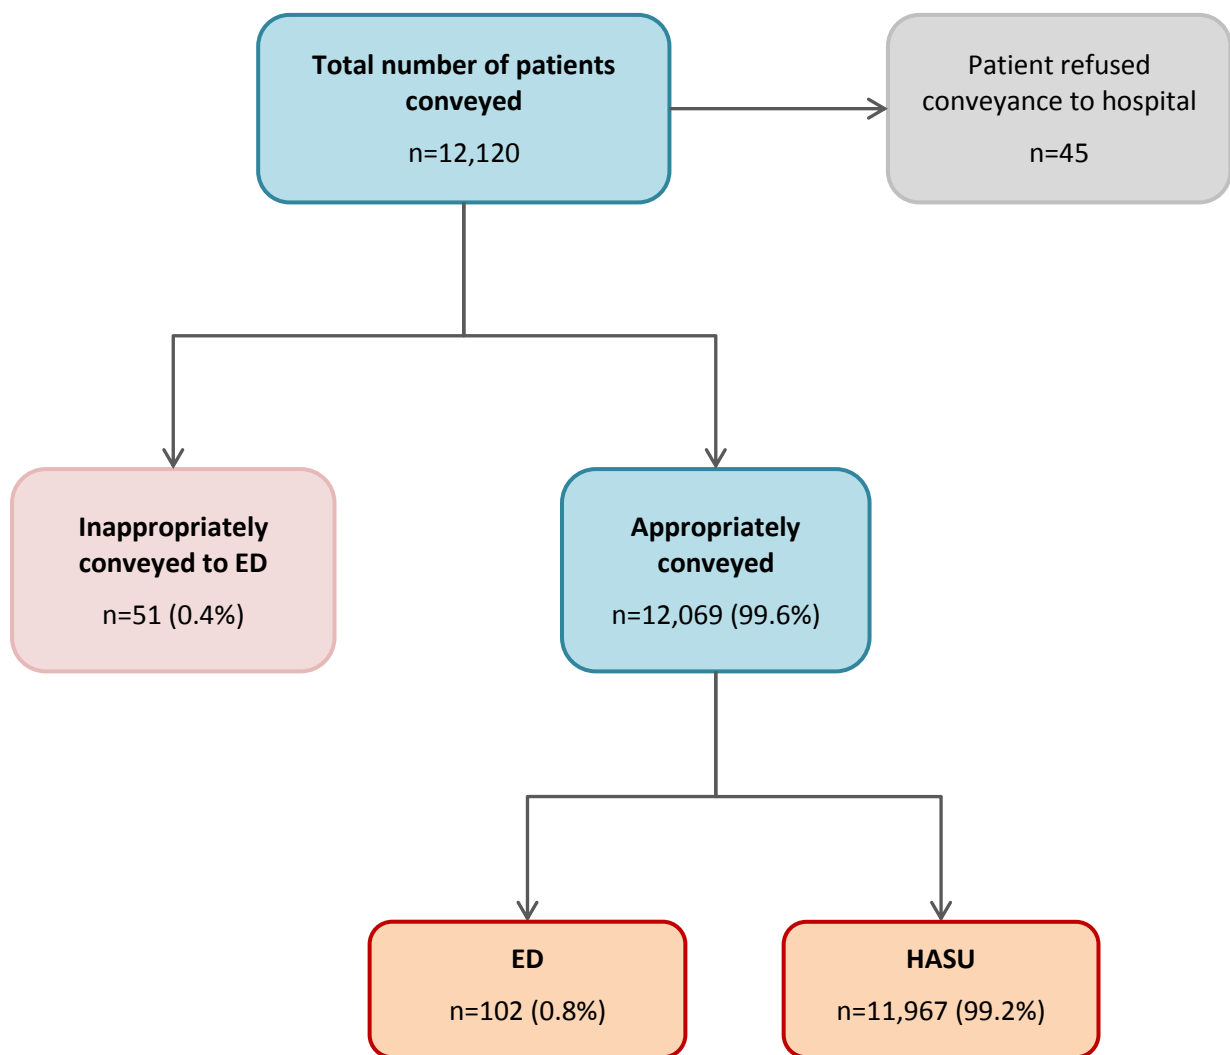 Total number of patients
conveyed
n=12,120
Patient refused
conveyance to hospital
n=45
Inappropriately
conveyed to ED
n=51 (0.4%)
Appropriately
conveyed
n=12,069 (99.6%)
ED
n=102 (0.8%)
HASU
n=11,967 (99.2%)